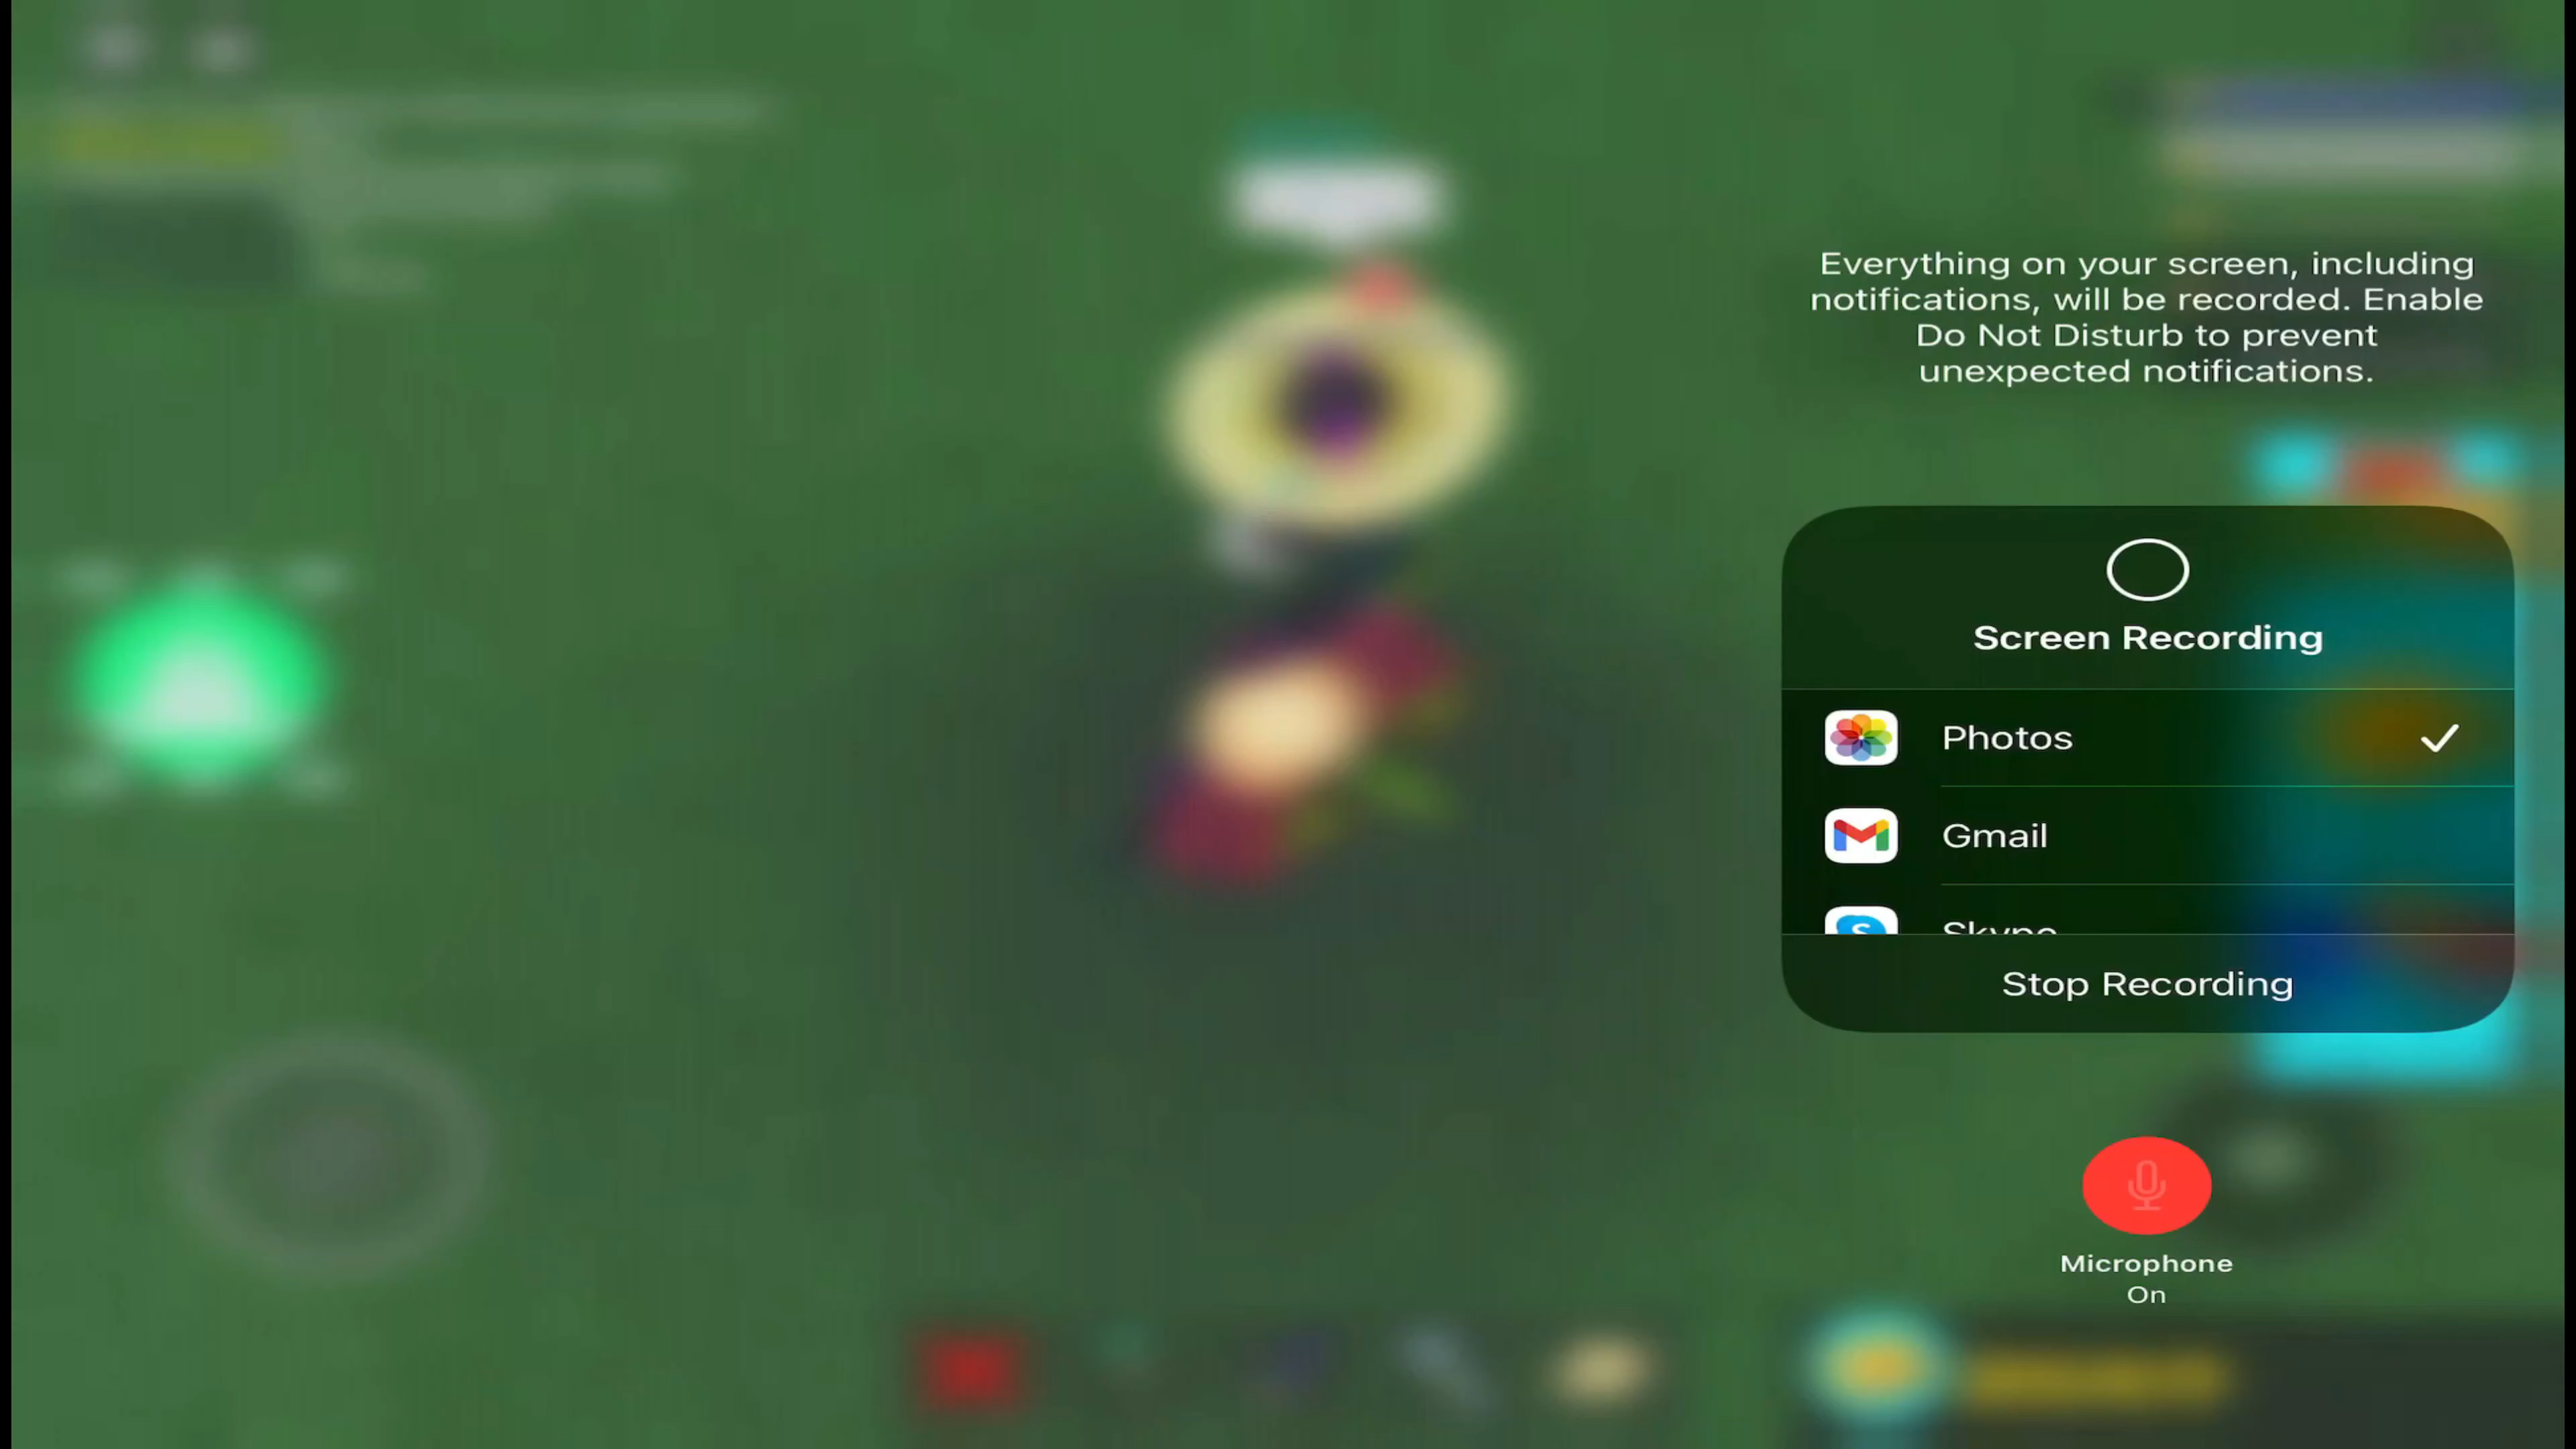 Everything on your screen, including
notifications, will be recorded. Enable
Do Not Disturb to prevent
unexpected notifications.
Screen Recording
Photos
Gmail
Skype
Stop Recording
Microphone
On